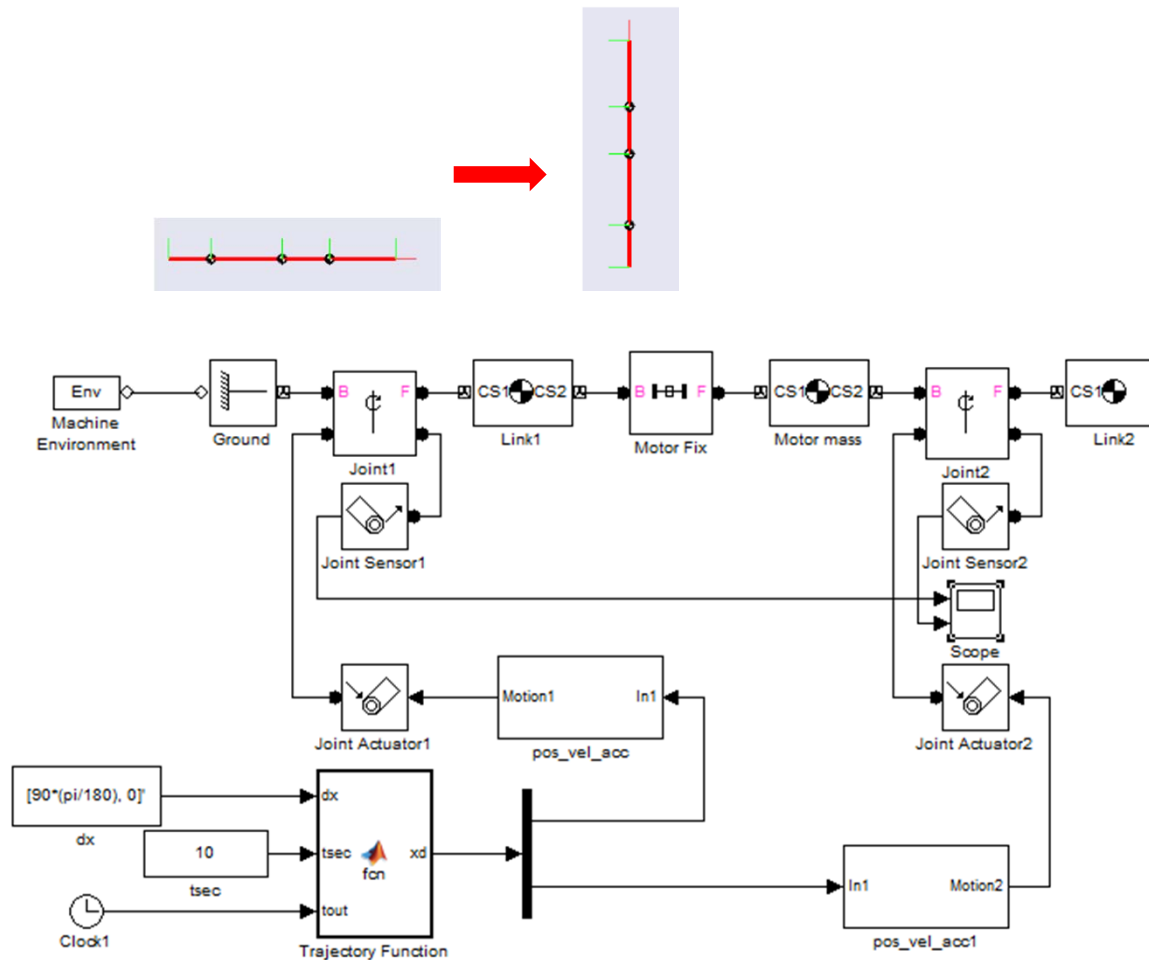 Env
Machine
Environment
Ground
B F
Joint1
CS1 CS2
Link1
B F
Motor Fix
CS1 CS2
Motor mass
B F
Joint2
CS1
Link2
Joint Sensor1
Joint Sensor2
Scope
Joint Actuator1
Motion1 In1
pos_vel_acc
Joint Actuator2
[90*(pi/180), 0]'
dx
10
tsec
Clock1
dx
tsec
tout
fcn
xd
Trajectory Function
In1 Motion2
pos_vel_acc1